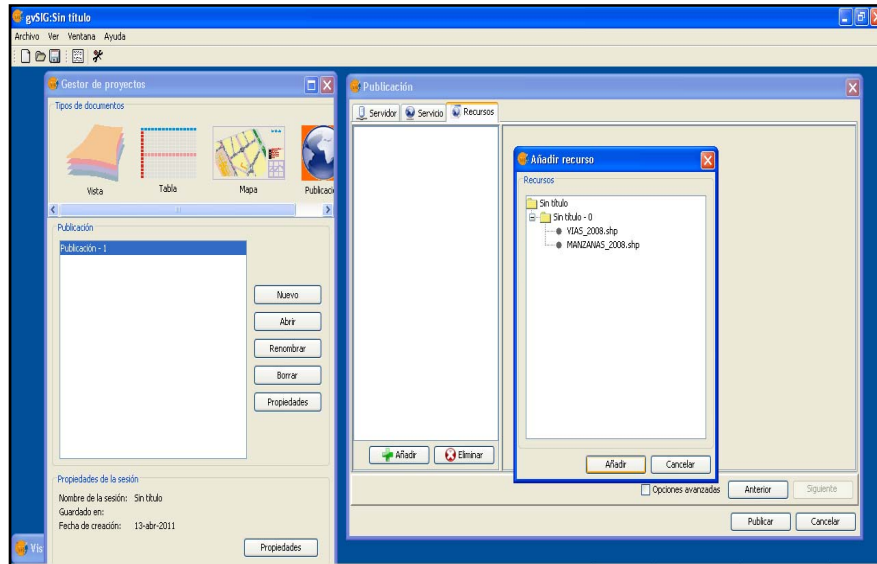 gvSIG:Sin título
Archivo Ver Ventana Ayuda
Gestor de proyectos
Tipos de documentos
Vista Tabla Mapa Publicaci
Publicación
Publicación - 1
Nuevo
Abrir
Renombrar
Borrar
Propiedades
Propiedades de la sesión
Nombre de la sesión: Sin título
Guardado en:
Fecha de creación: 13-abr-2011
Propiedades
Vis
Publicación
Servidor Servicio Recursos
Añadir Eliminar
Añadir recurso
Recursos
Sin título
Sin título - 0
VIAS_2008.shp
MANZANAS_2008.shp
Añadir Cancelar
Opciones avanzadas Anterior Siguiente
Publicar Cancelar